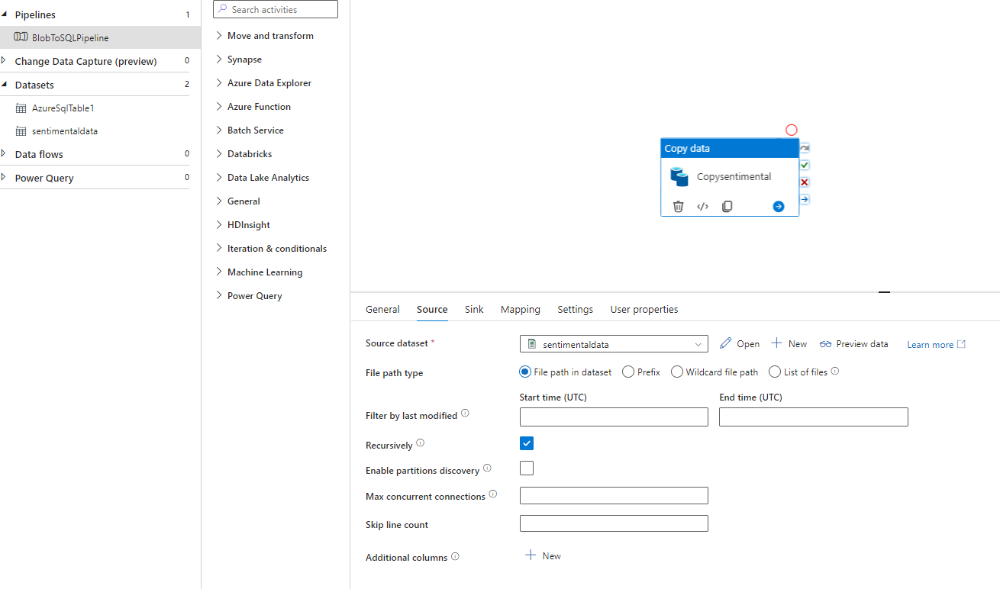 Pipelines 1
BlobToSQLPipeline
Change Data Capture (preview) 0
Datasets 2
AzureSqlTable1
sentimentaldata
Data flows 0
Power Query 0
Search activities
Move and transform
Synapse
Azure Data Explorer
Azure Function
Batch Service
Databricks
Data Lake Analytics
General
HDInsight
Iteration & conditionals
Machine Learning
Power Query
Copy data
Copysentimental
General Source Sink Mapping Settings User properties
Source dataset * sentimentaldata Open New Preview data Learn more
File path type File path in dataset Prefix Wildcard file path List of files
Start time (UTC) End time (UTC)
Filter by last modified
Recursively
Enable partitions discovery
Max concurrent connections
Skip line count
Additional columns New